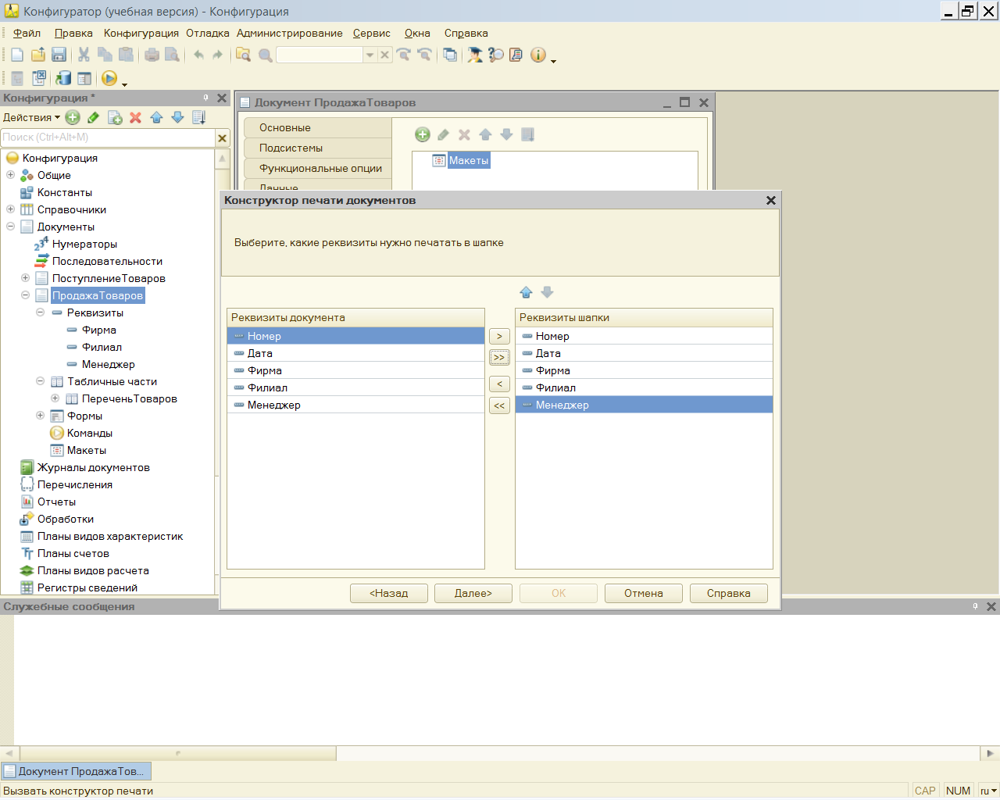 Конфигуратор (учебная версия) - Конфигурация
Файл Правка Конфигурация Отладка Администрирование Сервис Окна Справка
Конфигурация *
Действия
Поиск (Ctrl+Alt+M)
Конфигурация
Общие
Константы
Справочники
Документы
Нумераторы
Последовательности
ПоступлениеТоваров
ПродажаТоваров
Реквизиты
Фирма
Филиал
Менеджер
Табличные части
ПереченьТоваров
Формы
Команды
Макеты
Журналы документов
Перечисления
Отчеты
Обработки
Планы видов характеристик
Планы счетов
Планы видов расчета
Регистры сведений
Документ ПродажаТоваров
Основные
Подсистемы
Функциональные опции
Данные
Макеты
Конструктор печати документов
Выберите, какие реквизиты нужно печатать в шапке
Реквизиты документа
Номер
Дата
Фирма
Филиал
Менеджер
>
>>
<
<<
Реквизиты шапки
Номер
Дата
Фирма
Филиал
Менеджер
<Назад Далее> OK Отмена Справка
Служебные сообщения
Документ ПродажаТов...
Вызвать конструктор печати
CAP NUM ru